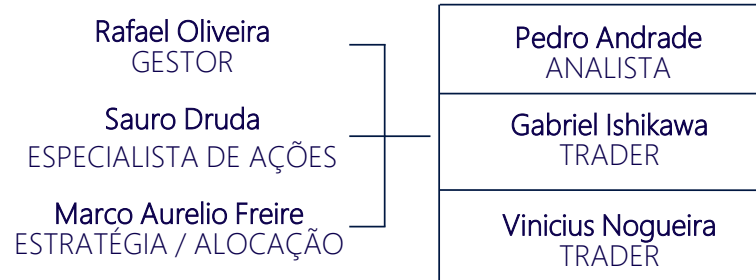 Rafael Oliveira
GESTOR
Sauro Druda
ESPECIALISTA DE AÇÕES
Marco Aurelio Freire
ESTRATÉGIA / ALOCAÇÃO
Pedro Andrade
ANALISTA
Gabriel Ishikawa
TRADER
Vinicius Nogueira
TRADER